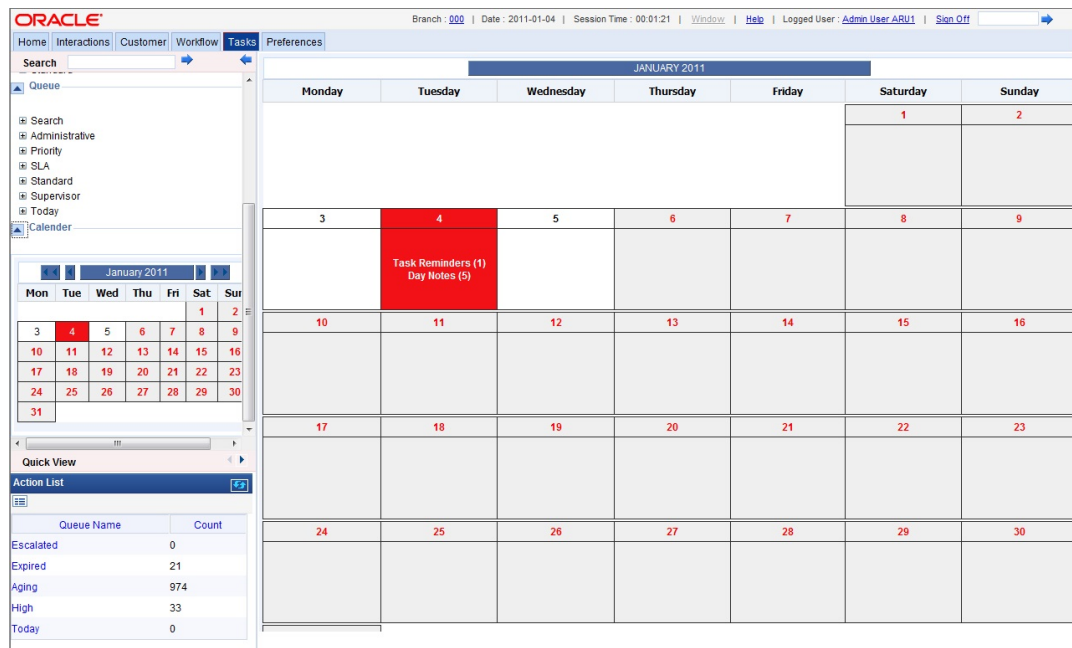 ORACLE
Branch : 000 | Date : 2011-01-04 | Session Time : 00:01:21 | Window | Help | Logged User : Admin User ARU1 | Sign Off
Home Interactions Customer Workflow Tasks Preferences
Search
Queue
Search
Administrative
Priority
SLA
Standard
Supervisor
Today
Calender
January 2011
Mon Tue Wed Thu Fri Sat Sun
1 2
3 4 5 6 7 8 9
10 11 12 13 14 15 16
17 18 19 20 21 22 23
24 25 26 27 28 29 30
31
Quick View
Action List
Queue Name Count
Escalated 0
Expired 21
Aging 974
High 33
Today 0
JANUARY 2011
Monday Tuesday Wednesday Thursday Friday Saturday Sunday
1 2
3 4 5 6 7 8 9
Task Reminders (1)
Day Notes (5)
10 11 12 13 14 15 16
17 18 19 20 21 22 23
24 25 26 27 28 29 30